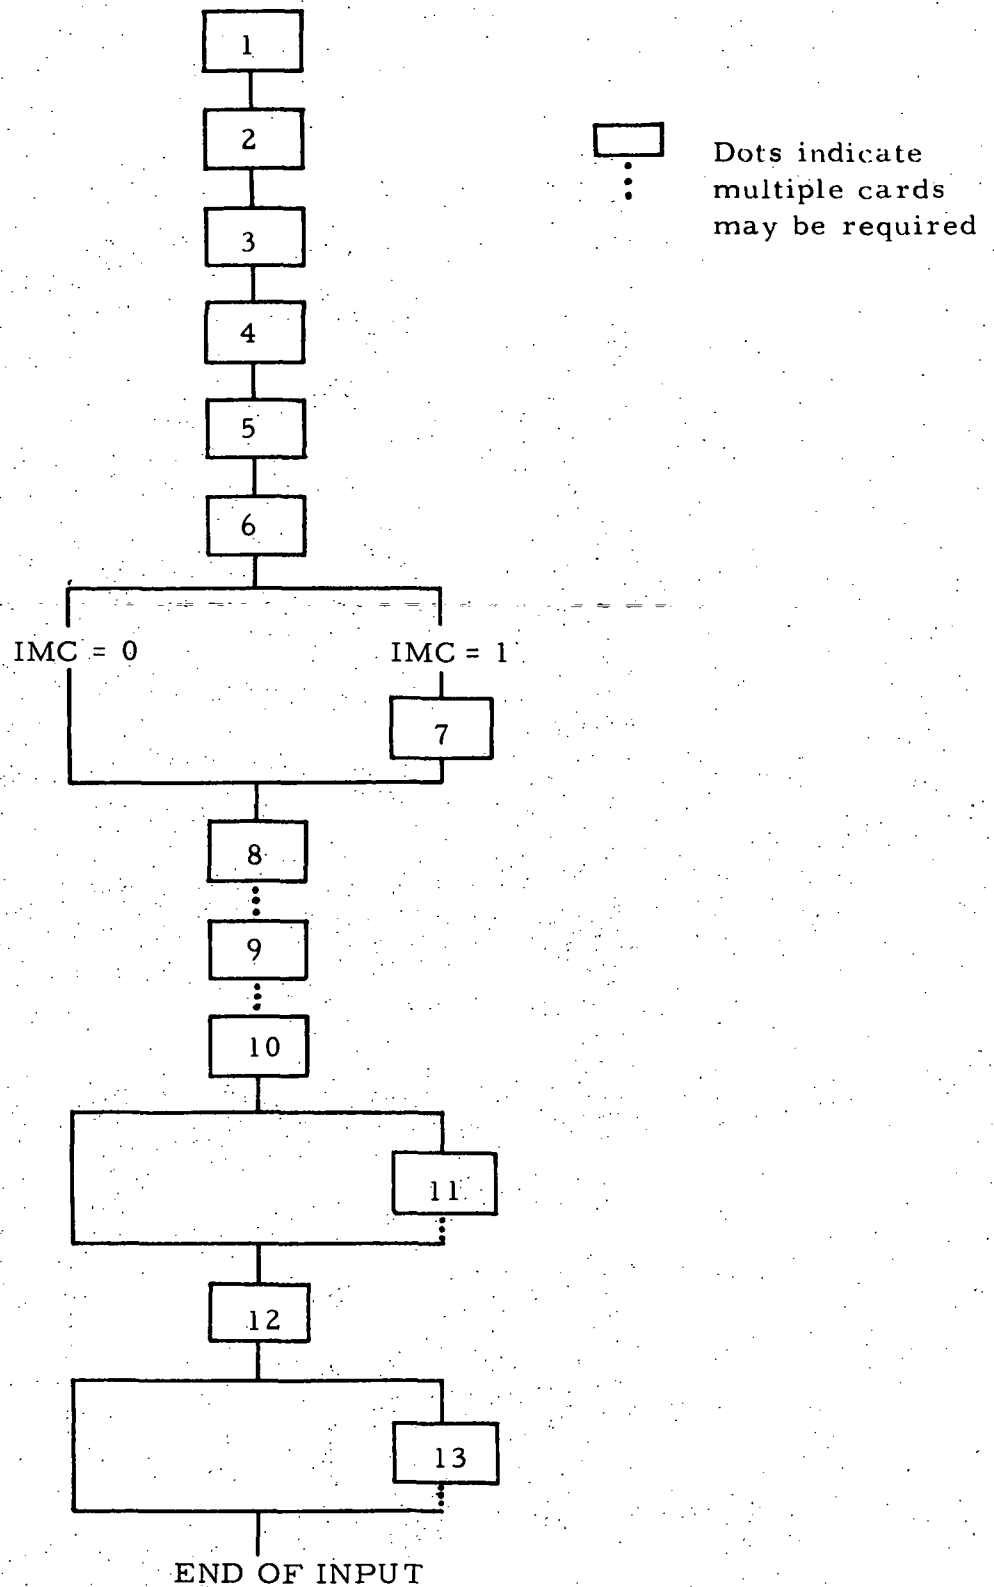 1
2
Dots indicate
multiple cards
may be required
3
4
5
6
IMC = 0
IMC = 1
7
8
9
10
11
12
13
END OF INPUT